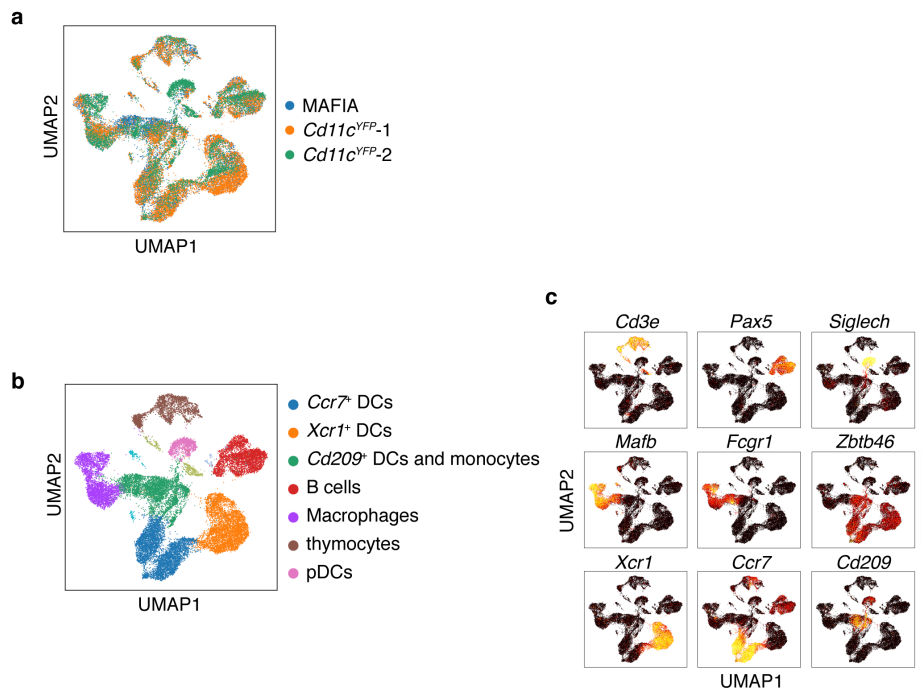 a
UMAP2
UMAP1
MAFIA
Cd11cYFP-1
Cd11cYFP-2
b
UMAP2
UMAP1
Ccr7+ DCs
Xcr1+ DCs
Cd209+ DCs and monocytes
B cells
Macrophages
thymocytes
pDCs
c
Cd3e Pax5 Siglech
Mafb Fcgr1 Zbtb46
UMAP2
Xcr1 Ccr7 Cd209
UMAP1